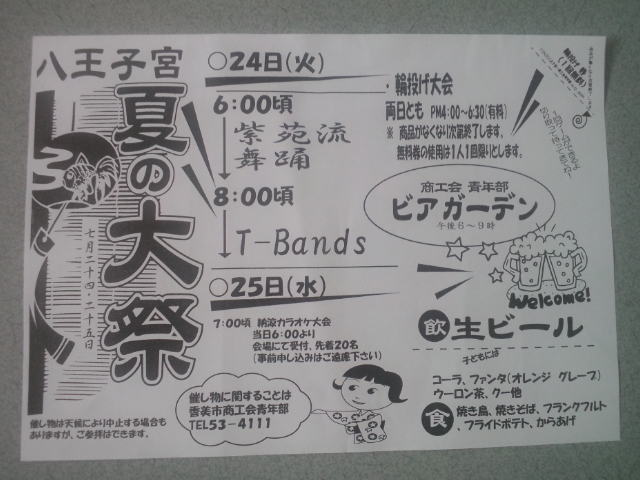 八王子宮
夏の大祭
七月二十四・二十五日
催し物は天候により中止する場合も
ありますが、ご参拝はできます。
○24日(火)
6:00頃
紫苑流
舞踊
8:00頃
T-Bands
○25日(水)
7:00頃 納涼カラオケ大会
当日6:00より
会場にて受付、先着20名
(事前申し込みはご遠慮下さい)
催し物に関することは
香美市商工会青年部
TEL53-4111
・輪投げ大会
両日とも PM4:00~6:30(有料)
※ 商品がなくなり次第終了します。
無料券の使用は1人1回限りとします。
輪投げ券
(1回無料)
商工会 青年部
ビアガーデン
午後6~9時
Welcome!
飲 生ビール
子どもには
コーラ、ファンタ(オレンジ グレープ)
ウーロン茶、クー他
食 焼き鳥、焼きそば、フランクフルト
、フライドポテト、からあげ